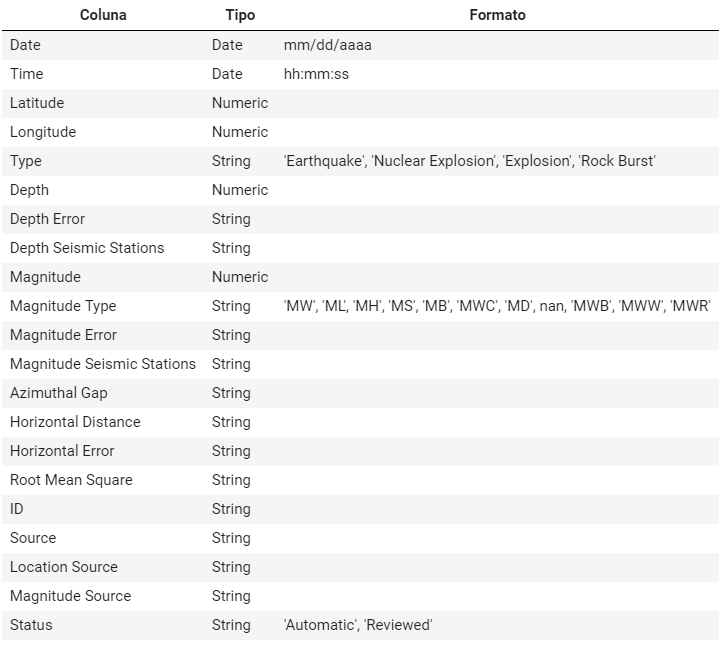 Coluna Tipo Formato
Date Date mm/dd/aaaa
Time Date hh:mm:ss
Latitude Numeric
Longitude Numeric
Type String 'Earthquake', 'Nuclear Explosion', 'Explosion', 'Rock Burst'
Depth Numeric
Depth Error String
Depth Seismic Stations String
Magnitude Numeric
Magnitude Type String 'MW', 'ML', 'MH', 'MS', 'MB', 'MWC', 'MD', nan, 'MWB', 'MWW', 'MWR'
Magnitude Error String
Magnitude Seismic Stations String
Azimuthal Gap String
Horizontal Distance String
Horizontal Error String
Root Mean Square String
ID String
Source String
Location Source String
Magnitude Source String
Status String 'Automatic', 'Reviewed'